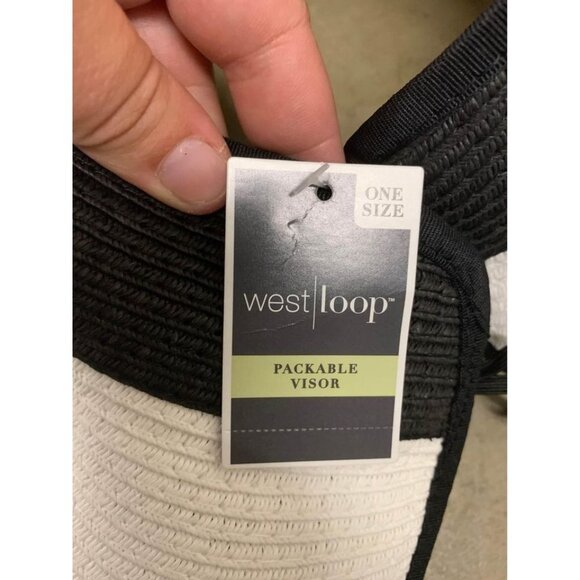 ONE
SIZE
west|loop™
PACKABLE
VISOR